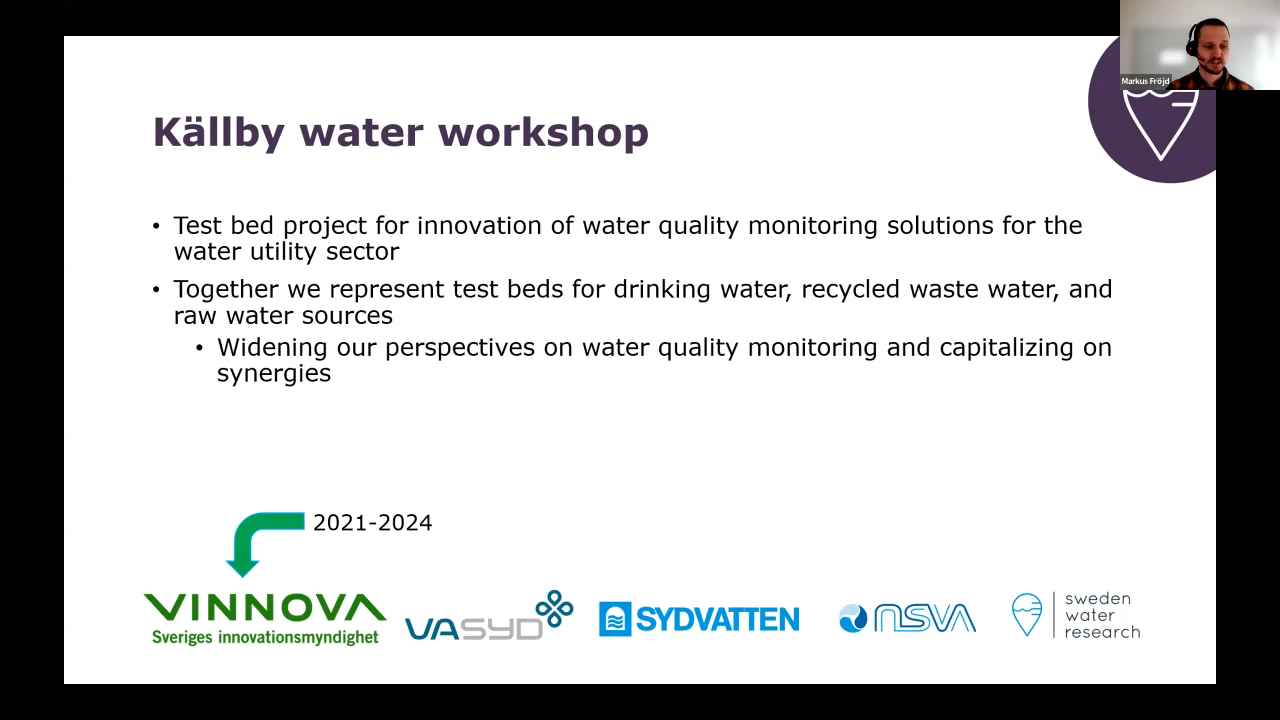 Markus Fröjd
Källby water workshop
• Test bed project for innovation of water quality monitoring solutions for the
water utility sector
• Together we represent test beds for drinking water, recycled waste water, and
raw water sources
• Widening our perspectives on water quality monitoring and capitalizing on
synergies
2021-2024
VINNOVA
Sveriges innovationsmyndighet
VASYD
SYDVATTEN
NSVA
sweden
water
research